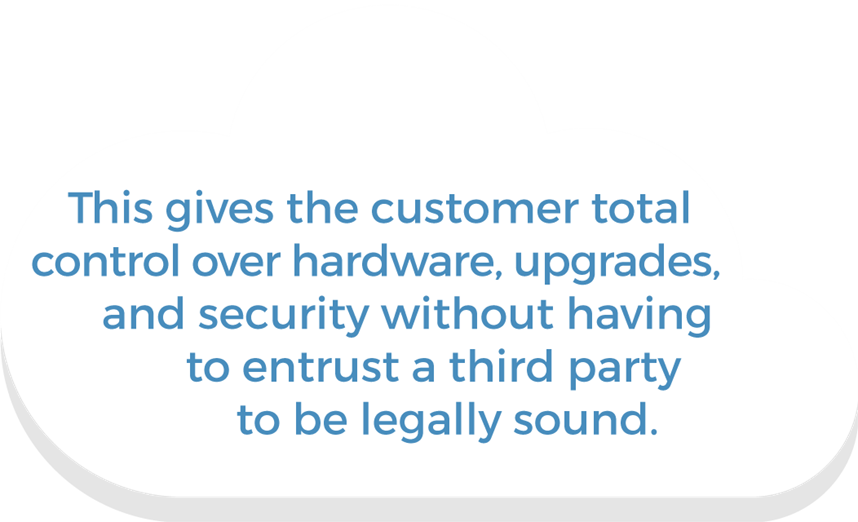 This gives the customer total
control over hardware, upgrades,
and security without having
to entrust a third party
to be legally sound.